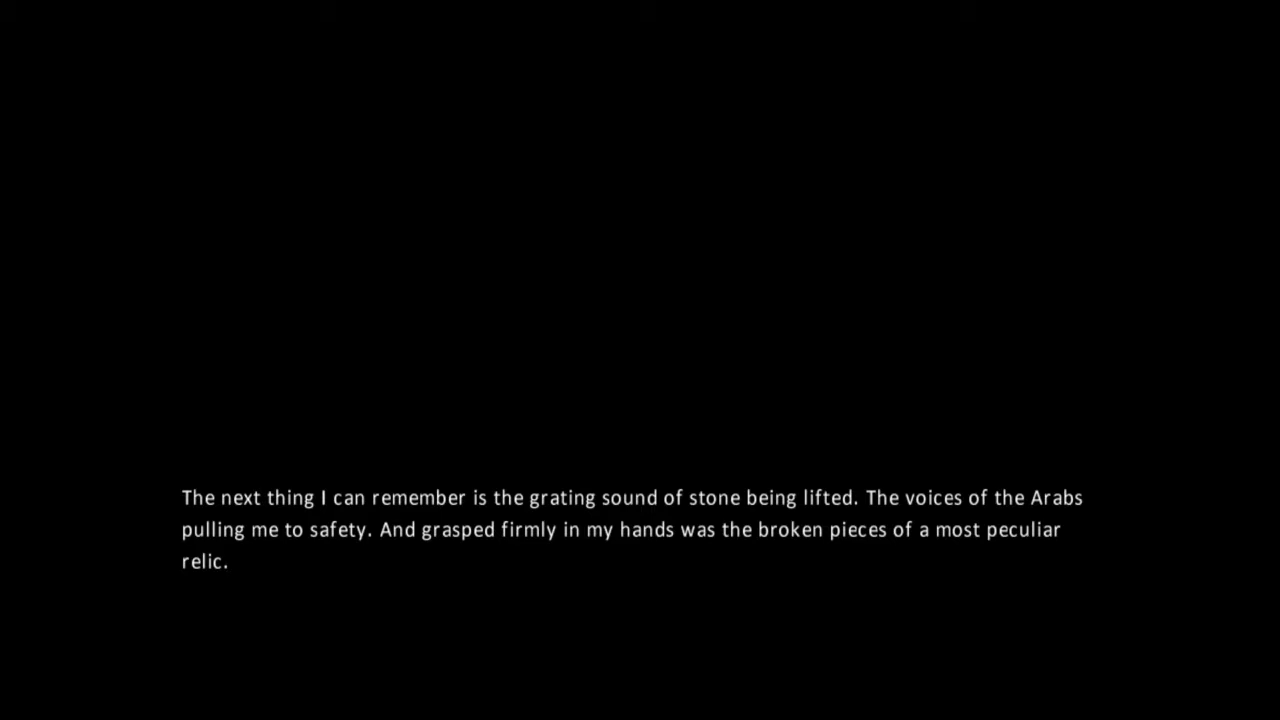 The next thing I can remember is the grating sound of stone being lifted. The voices of the Arabs
pulling me to safety. And grasped firmly in my hands was the broken pieces of a most peculiar
relic.